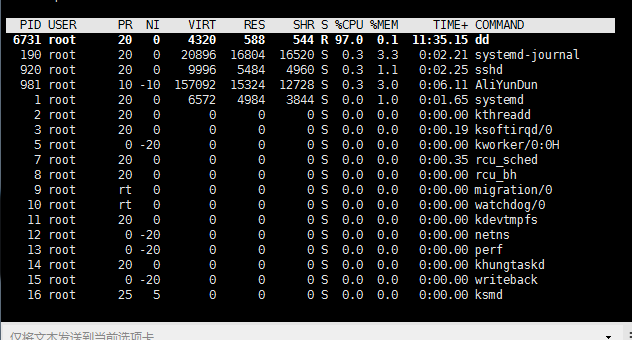 PID USER PR NI VIRT RES SHR S %CPU %MEM TIME+ COMMAND
6731 root 20 0 4320 588 544 R 97.0 0.1 11:35.15 dd
190 root 20 0 20896 16804 16520 S 0.3 3.3 0:02.21 systemd-journal
920 root 20 0 9996 5484 4960 S 0.3 1.1 0:02.25 sshd
981 root 10 -10 157092 15324 12728 S 0.3 3.0 0:06.11 AliYunDun
1 root 20 0 6572 4984 3844 S 0.0 1.0 0:01.65 systemd
2 root 20 0 0 0 0 S 0.0 0.0 0:00.00 kthreadd
3 root 20 0 0 0 0 S 0.0 0.0 0:00.19 ksoftirqd/0
5 root 0 -20 0 0 0 S 0.0 0.0 0:00.00 kworker/0:0H
7 root 20 0 0 0 0 S 0.0 0.0 0:00.35 rcu_sched
8 root 20 0 0 0 0 S 0.0 0.0 0:00.00 rcu_bh
9 root rt 0 0 0 0 S 0.0 0.0 0:00.00 migration/0
10 root rt 0 0 0 0 S 0.0 0.0 0:00.00 watchdog/0
11 root 20 0 0 0 0 S 0.0 0.0 0:00.00 kdevtmpfs
12 root 0 -20 0 0 0 S 0.0 0.0 0:00.00 netns
13 root 0 -20 0 0 0 S 0.0 0.0 0:00.00 perf
14 root 20 0 0 0 0 S 0.0 0.0 0:00.00 khungtaskd
15 root 0 -20 0 0 0 S 0.0 0.0 0:00.00 writeback
16 root 25 5 0 0 0 S 0.0 0.0 0:00.00 ksmd
仅将文本发送到当前选项卡